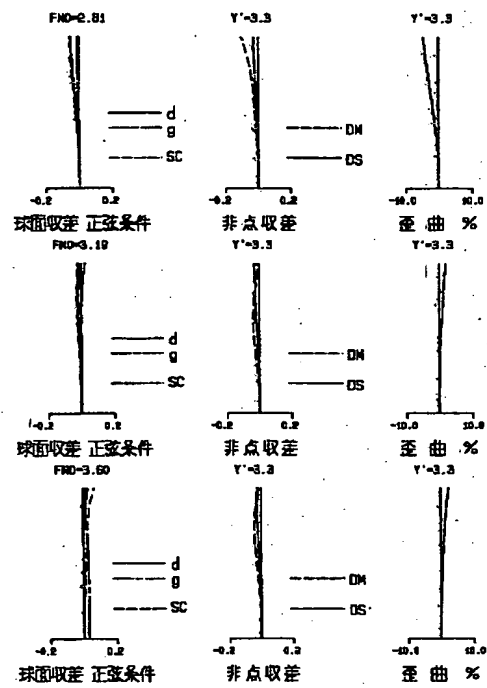 FNO=2.81 Y'=3.3 Y'=3.3
d
g DM
SC DS
-0.2 0.2 -0.2 0.2 -10.0 10.0
球面収差 正弦条件 非点収差 歪曲 %
FNO=3.19 Y'=3.3 Y'=3.3
d
g DM
SC DS
-0.2 0.2 -0.2 0.2 -10.0 10.0
球面収差 正弦条件 非点収差 歪曲 %
FNO=3.60 Y'=3.3 Y'=3.3
d
g DM
SC DS
-0.2 0.2 -0.2 0.2 -10.0 10.0
球面収差 正弦条件 非点収差 歪曲 %